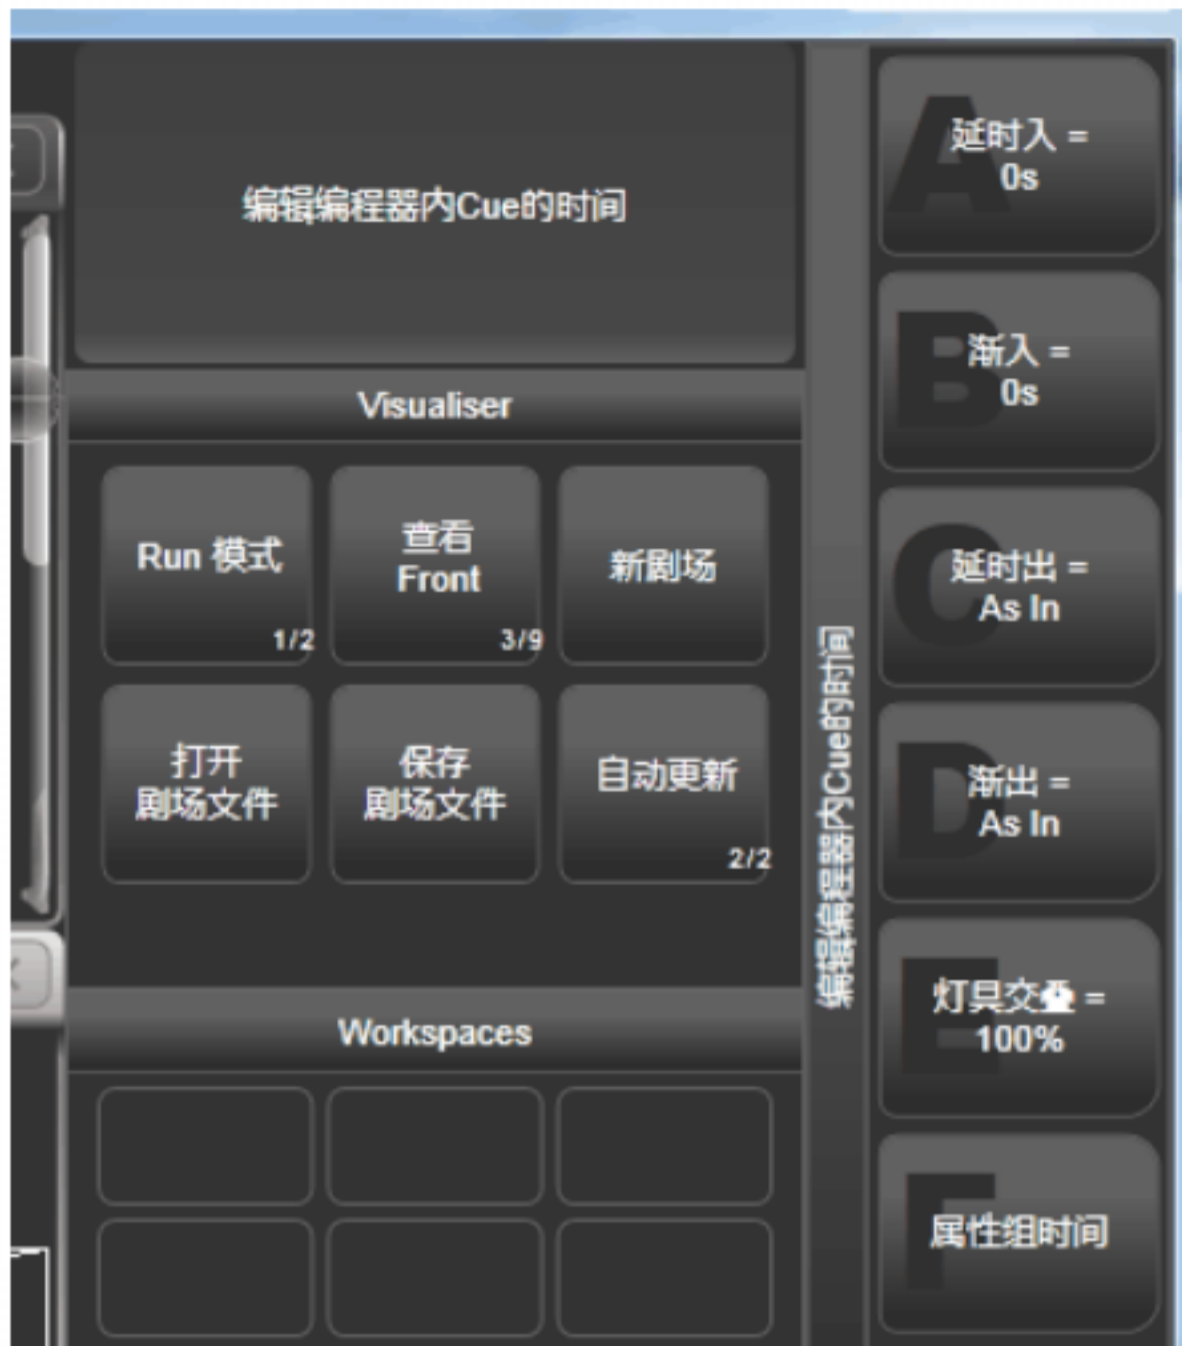 编辑编程器内Cue的时间
Visualiser
Run 模式
1/2
查看
Front
3/9
新剧场
打开
剧场文件
保存
剧场文件
自动更新
2/2
Workspaces
编辑编程器内Cue的时间
A
延时入 =
0s
B
渐入 =
0s
C
延时出 =
As In
D
渐出 =
As In
E
灯具交叠 =
100%
F
属性组时间